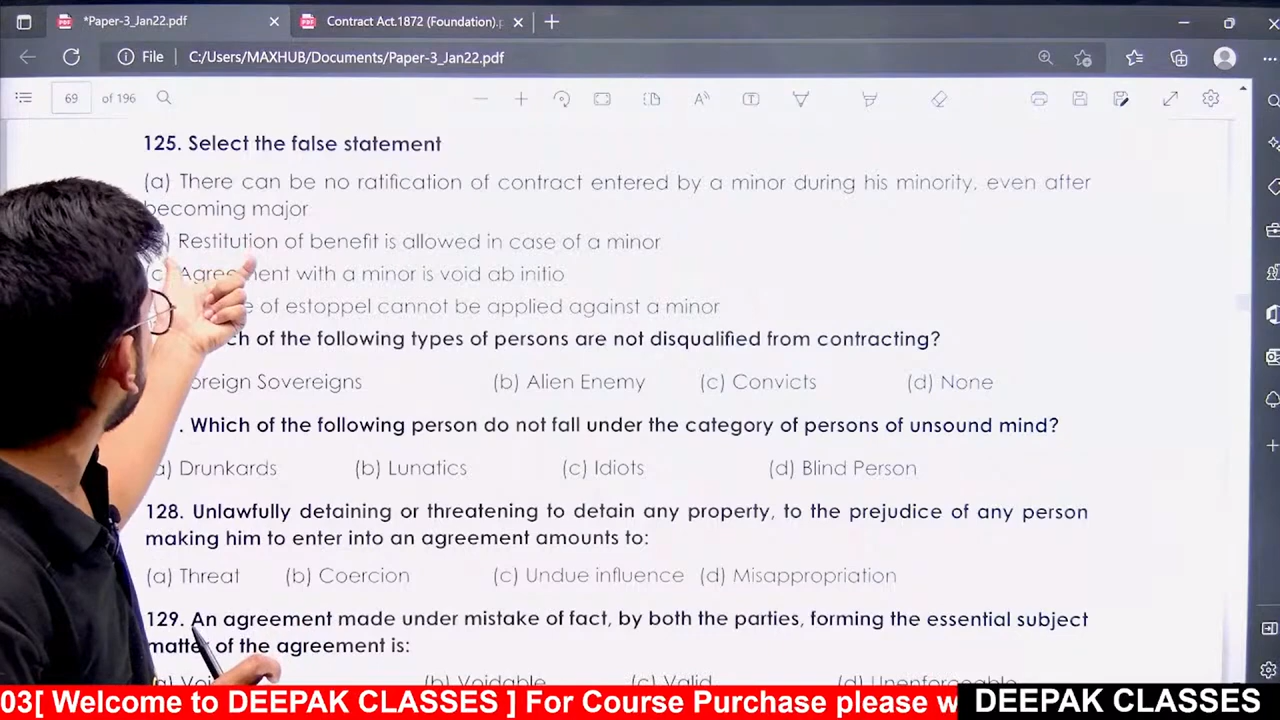 *Paper-3_Jan22.pdf
Contract Act.1872 (Foundation).p
File C:/Users/MAXHUB/Documents/Paper-3_Jan22.pdf
69 of 196
125. Select the false statement
(a) There can be no ratification of contract entered by a minor during his minority, even after
becoming major
Restitution of benefit is allowed in case of a minor
(c) Agreement with a minor is void ab initio
of estoppel cannot be applied against a minor
of the following types of persons are not disqualified from contracting?
Sovereigns (b) Alien Enemy (c) Convicts (d) None
. Which of the following person do not fall under the category of persons of unsound mind?
a) Drunkards (b) Lunatics (c) Idiots (d) Blind Person
128. Unlawfully detaining or threatening to detain any property, to the prejudice of any person
making him to enter into an agreement amounts to:
(a) Threat (b) Coercion (c) Undue influence (d) Misappropriation
129. An agreement made under mistake of fact, by both the parties, forming the essential subject
matter of the agreement is:
(b) Voidable (c) Valid (d) Unenforceable
03[ Welcome to DEEPAK CLASSES ] For Course Purchase please
DEEPAK CLASSES